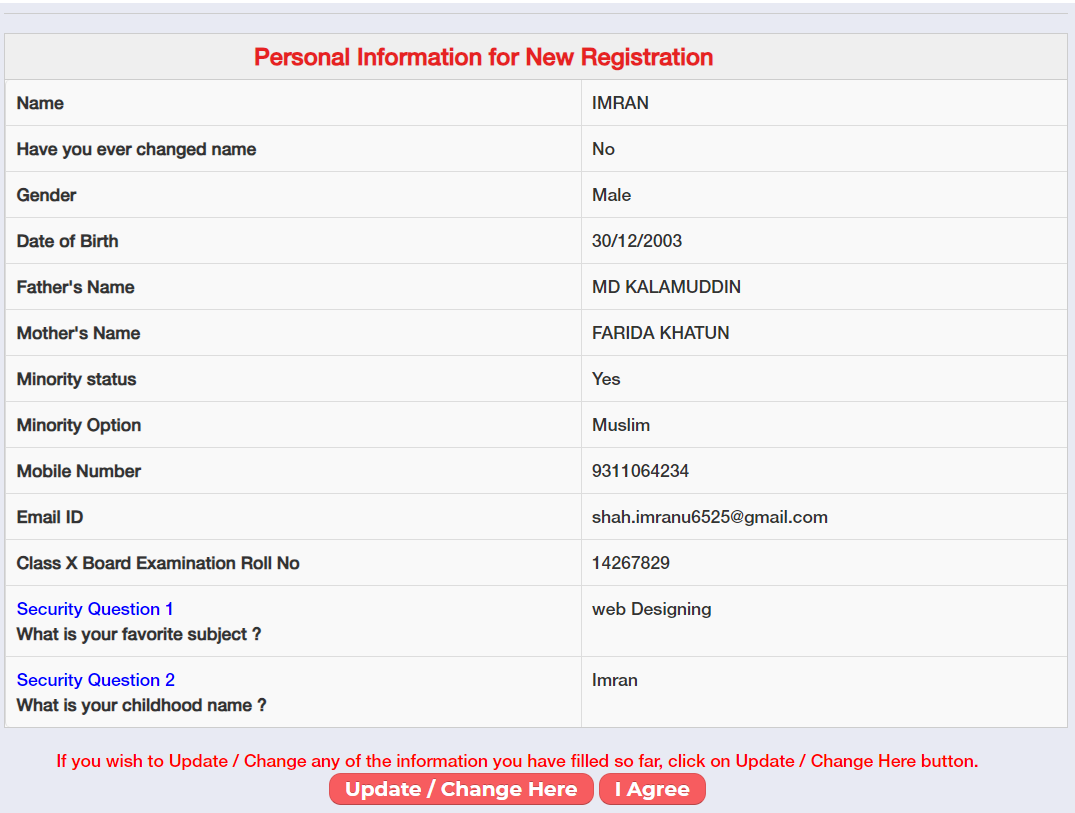 Personal Information for New Registration
Name IMRAN
Have you ever changed name No
Gender Male
Date of Birth 30/12/2003
Father's Name MD KALAMUDDIN
Mother's Name FARIDA KHATUN
Minority status Yes
Minority Option Muslim
Mobile Number 9311064234
Email ID shah.imranu6525@gmail.com
Class X Board Examination Roll No 14267829
Security Question 1 web Designing
What is your favorite subject ?
Security Question 2 Imran
What is your childhood name ?
If you wish to Update / Change any of the information you have filled so far, click on Update / Change Here button.
Update / Change Here I Agree